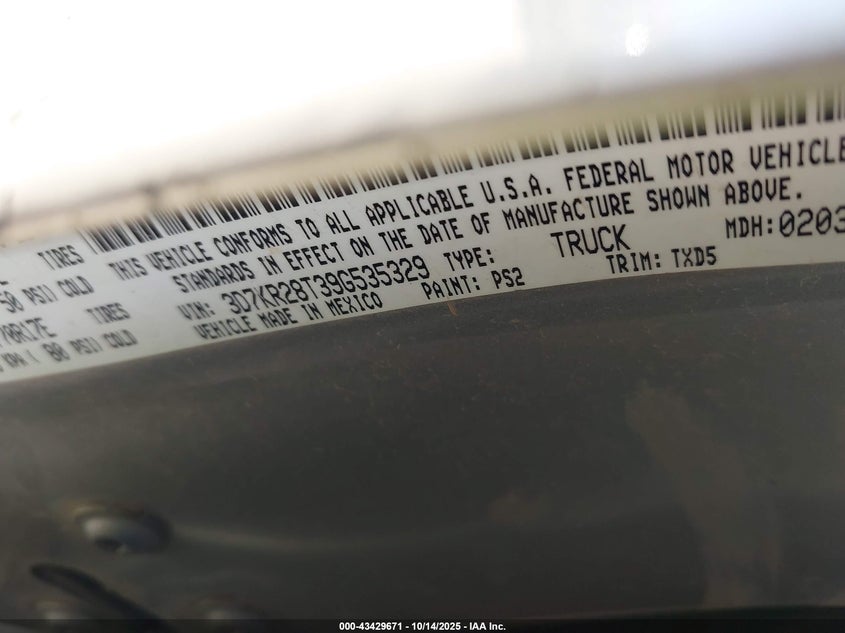 TIRES THIS VEHICLE CONFORMS TO ALL APPLICABLE U.S.A. FEDERAL MOTOR VEHICLE
50 PSI) COLD STANDARDS IN EFFECT ON THE DATE OF MANUFACTURE SHOWN ABOVE.
TIRES VIN: 3D7KR28T39G535329 TYPE: TRUCK MDH: 0203
80 PSI) COLD VEHICLE MADE IN MEXICO PAINT: PS2 TRIM: TXD5
000-43429671 - 10/14/2025 - IAA Inc.